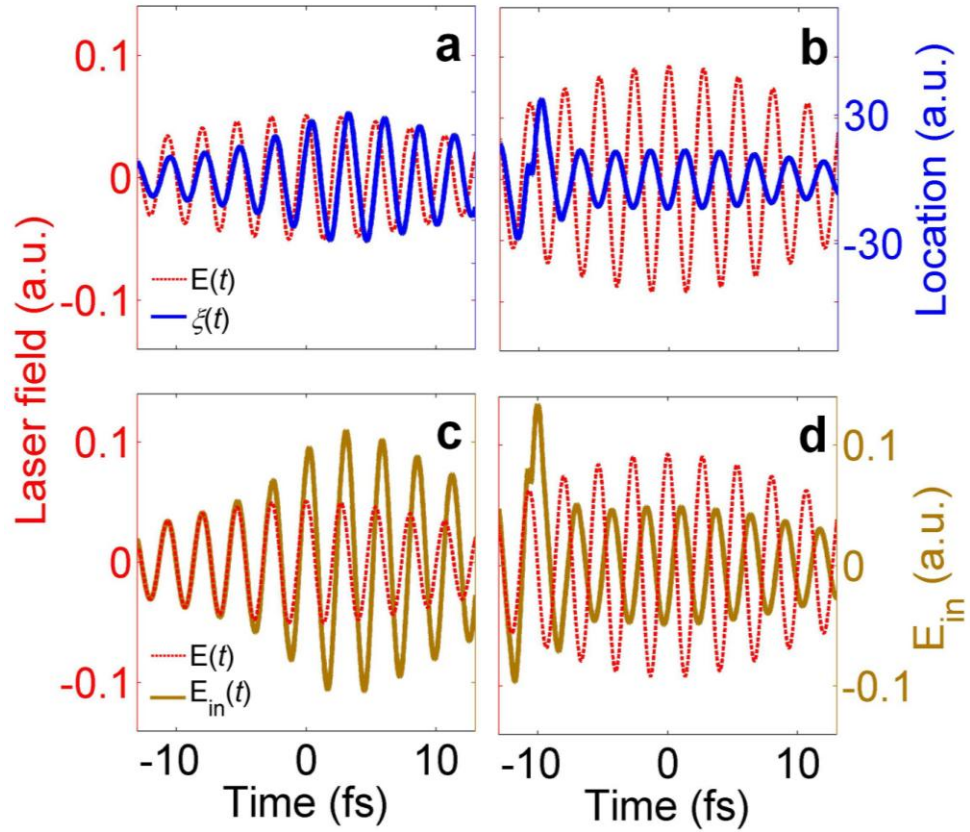 a
b
0.1
0
-0.1
30
-30
E(t)
ξ(t)
Laser field (a.u.)
Location (a.u.)
c
d
0.1
0
-0.1
0.1
0
-0.1
E(t)
E_in(t)
E_in (a.u.)
-10 0 10
-10 0 10
Time (fs)
Time (fs)